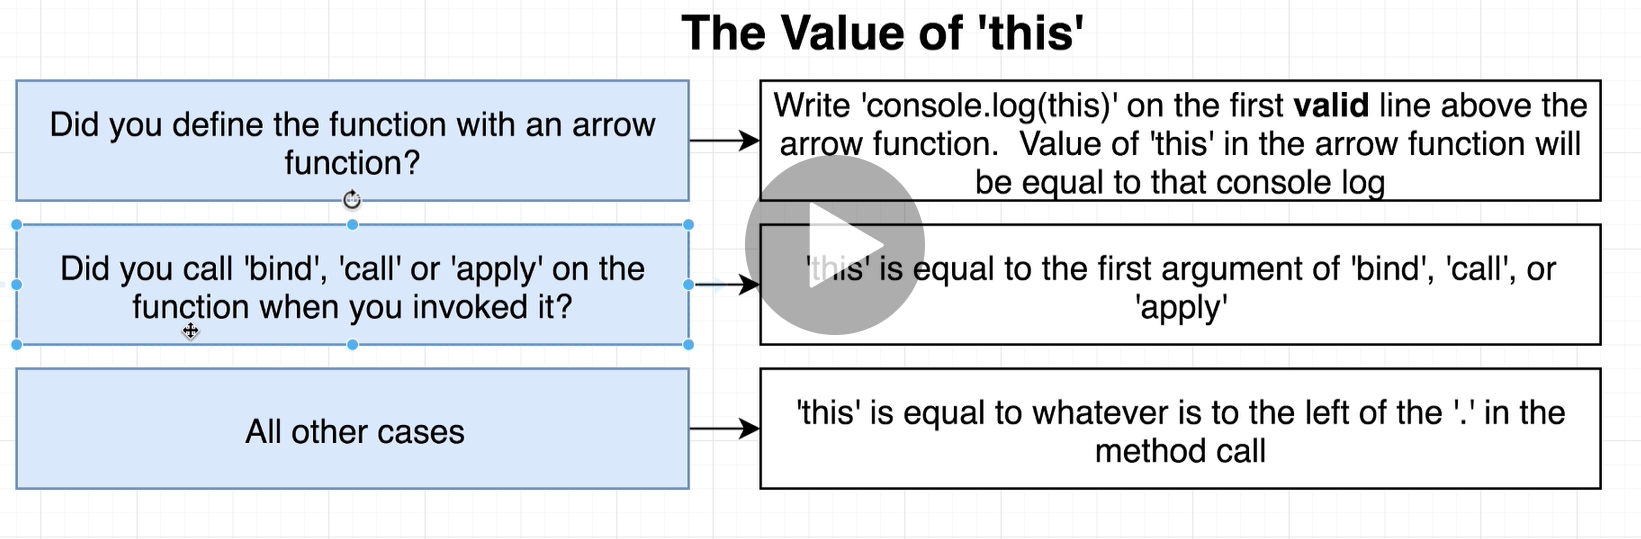 The Value of 'this'
Did you define the function with an arrow
function?
Write 'console.log(this)' on the first valid line above the
arrow function.  Value of 'this' in the arrow function will
be equal to that console log
Did you call 'bind', 'call' or 'apply' on the
function when you invoked it?
'this' is equal to the first argument of 'bind', 'call', or
'apply'
All other cases
'this' is equal to whatever is to the left of the '.' in the
method call